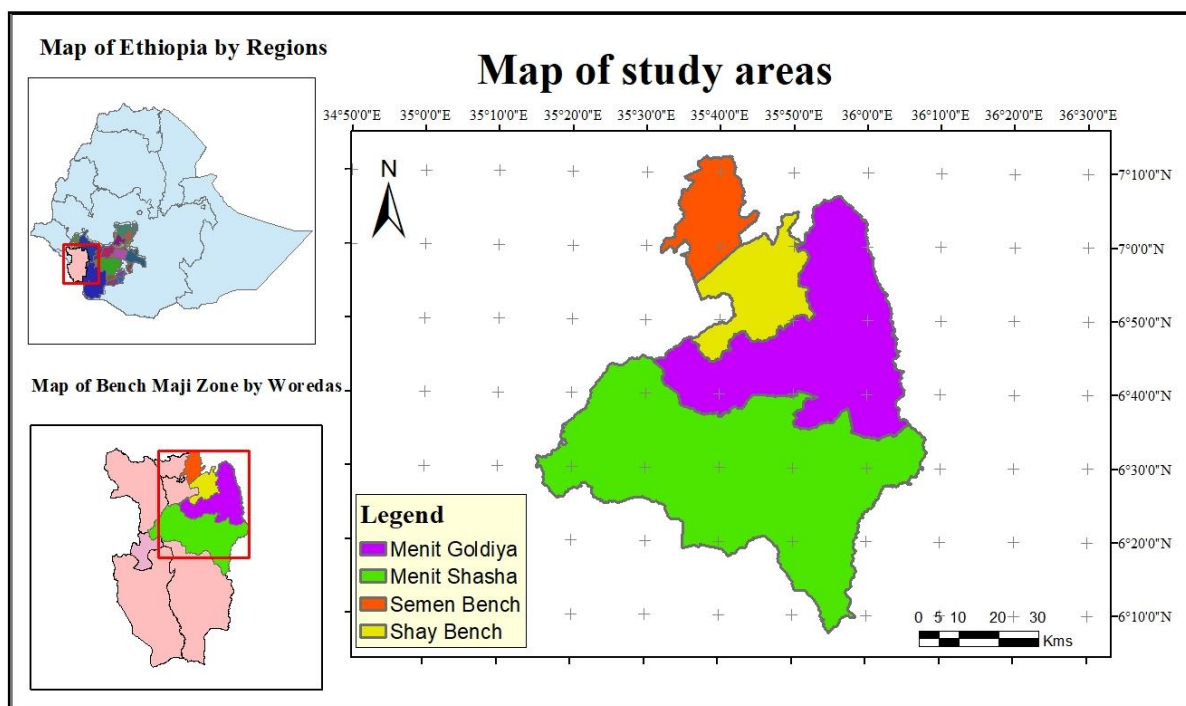 Map of Ethiopia by Regions
Map of study areas
34°50'0"E 35°0'0"E 35°10'0"E 35°20'0"E 35°30'0"E 35°40'0"E 35°50'0"E 36°0'0"E 36°10'0"E 36°20'0"E 36°30'0"E
N
7°10'0"N
7°0'0"N
6°50'0"N
6°40'0"N
6°30'0"N
6°20'0"N
6°10'0"N
Map of Bench Maji Zone by Woredas
Legend
Menit Goldiya
Menit Shasha
Semen Bench
Shay Bench
0 5 10 20 30
Kms